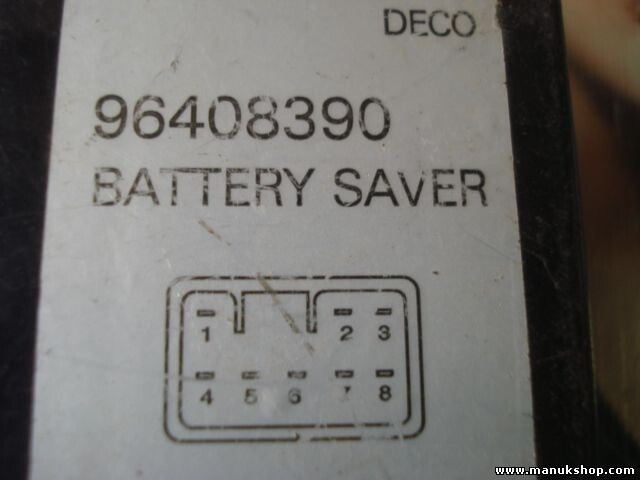 DECO
96408390
BATTERY SAVER
1 2 3
4 5 6 7 8
www.manukshop.com